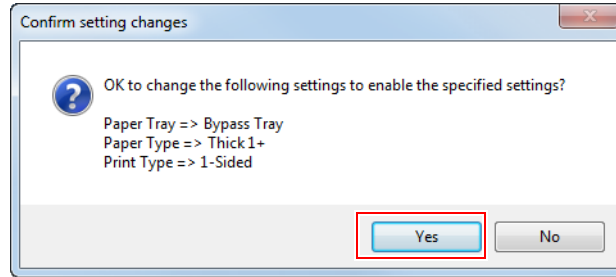 Confirm setting changes
OK to change the following settings to enable the specified settings?
Paper Tray => Bypass Tray
Paper Type => Thick 1+
Print Type => 1-Sided
Yes No